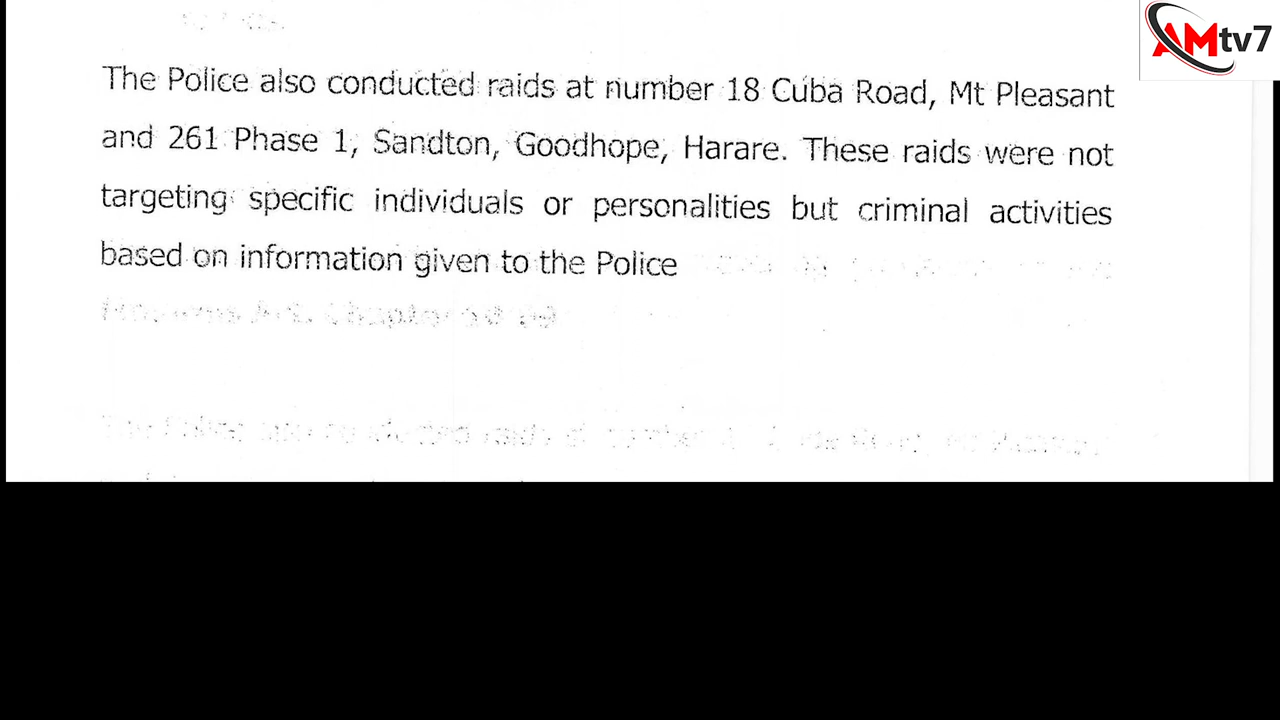 AMtv7
The Police also conducted raids at number 18 Cuba Road, Mt Pleasant
and 261 Phase 1, Sandton, Goodhope, Harare. These raids were not
targeting specific individuals or personalities but criminal activities
based on information given to the Police